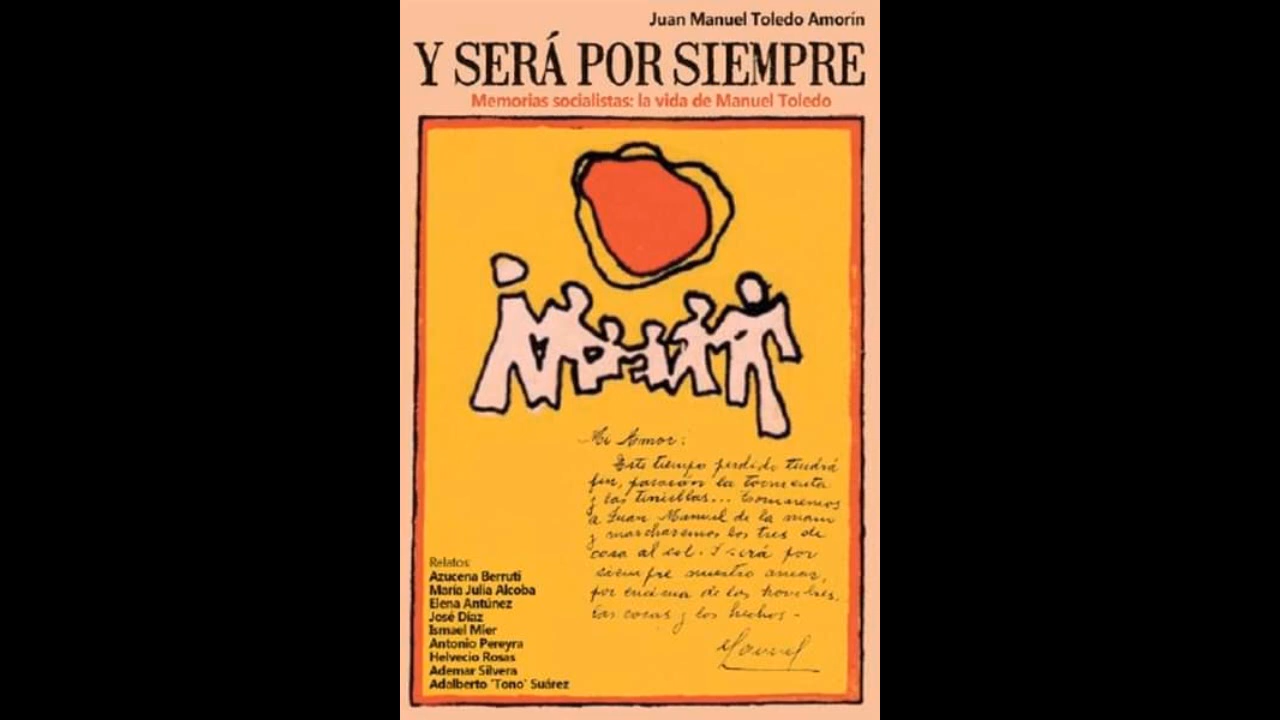 Juan Manuel Toledo Amorín
Y SERÁ POR SIEMPRE
Memorias socialistas: la vida de Manuel Toledo
Mi Amor:
Este tiempo perdido tendrá
fin, pasarán la tormenta
y las tinieblas... Tomaremos
a Juan Manuel de la mano
y marcharemos los tres de
cara al sol. Y será por
siempre nuestro amor,
por encima de los hombres,
las cosas y los hechos -
Manuel
Relatos:
Azucena Berruti
María Julia Alcoba
Elena Antúnez
José Díaz
Ismael Mier
Antonio Pereyra
Helvecio Rosas
Ademar Silvera
Adalberto 'Tono' Suárez